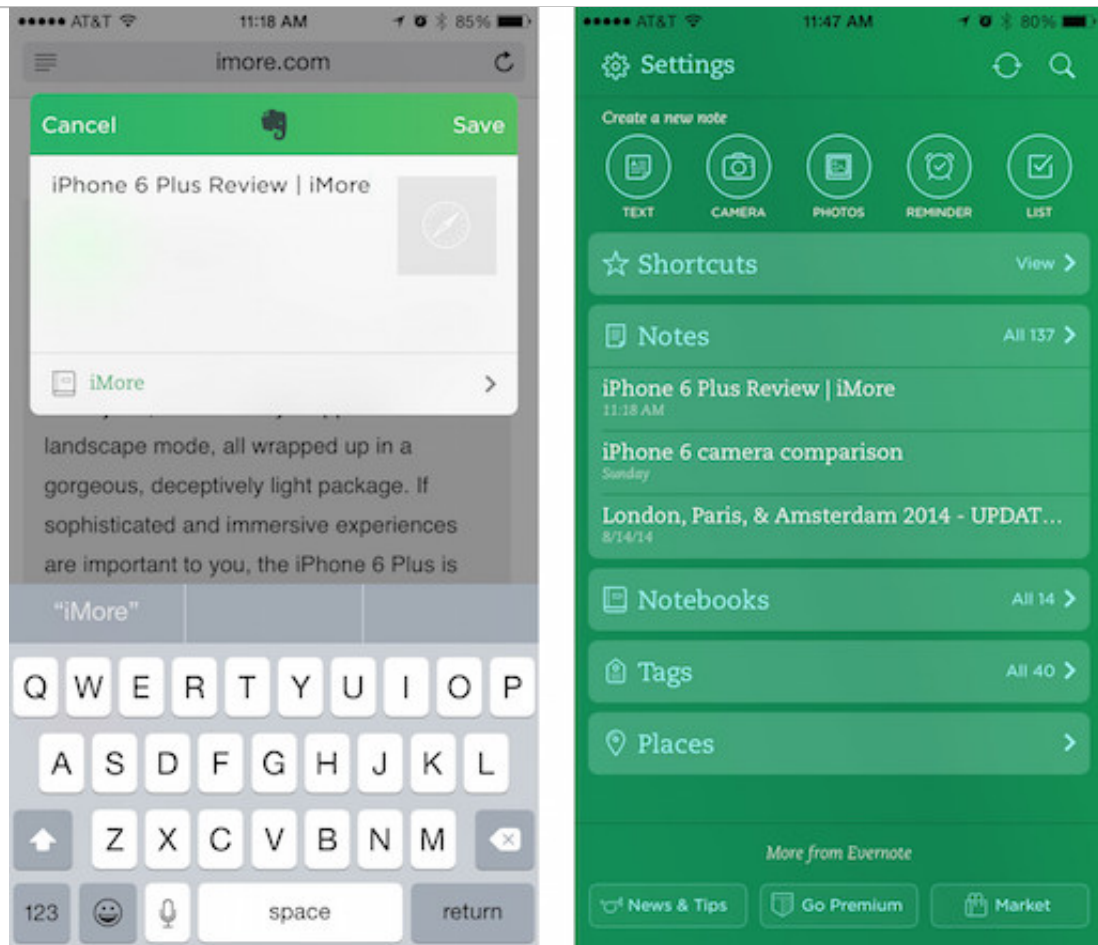 AT&T 11:18 AM 85%
imore.com
Cancel Save
iPhone 6 Plus Review | iMore
iMore
landscape mode, all wrapped up in a
gorgeous, deceptively light package. If
sophisticated and immersive experiences
are important to you, the iPhone 6 Plus is
“iMore”
Q W E R T Y U I O P
A S D F G H J K L
Z X C V B N M
123 space return
AT&T 11:47 AM 80%
Settings
Create a new note
TEXT CAMERA PHOTOS REMINDER LIST
Shortcuts View
Notes All 137
iPhone 6 Plus Review | iMore
11:18 AM
iPhone 6 camera comparison
Sunday
London, Paris, & Amsterdam 2014 - UPDAT...
8/14/14
Notebooks All 14
Tags All 40
Places
More from Evernote
News & Tips Go Premium Market